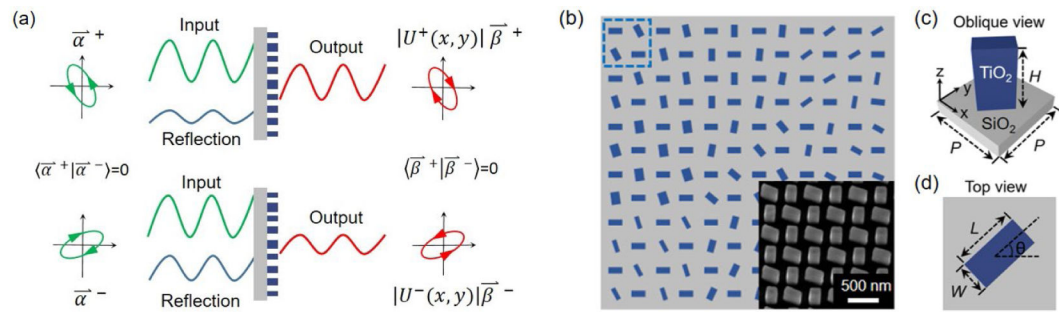 (a)
α⃗⁺
Input
Output
|U⁺(x,y)| β⃗⁺
Reflection
⟨α⃗⁺|α⃗⁻⟩=0
⟨β⃗⁺|β⃗⁻⟩=0
Input
Output
Reflection
α⃗⁻
|U⁻(x,y)|β⃗⁻
(b)
500 nm
(c)
Oblique view
TiO₂
H
z
y
x
SiO₂
P
P
(d)
Top view
L
θ
W